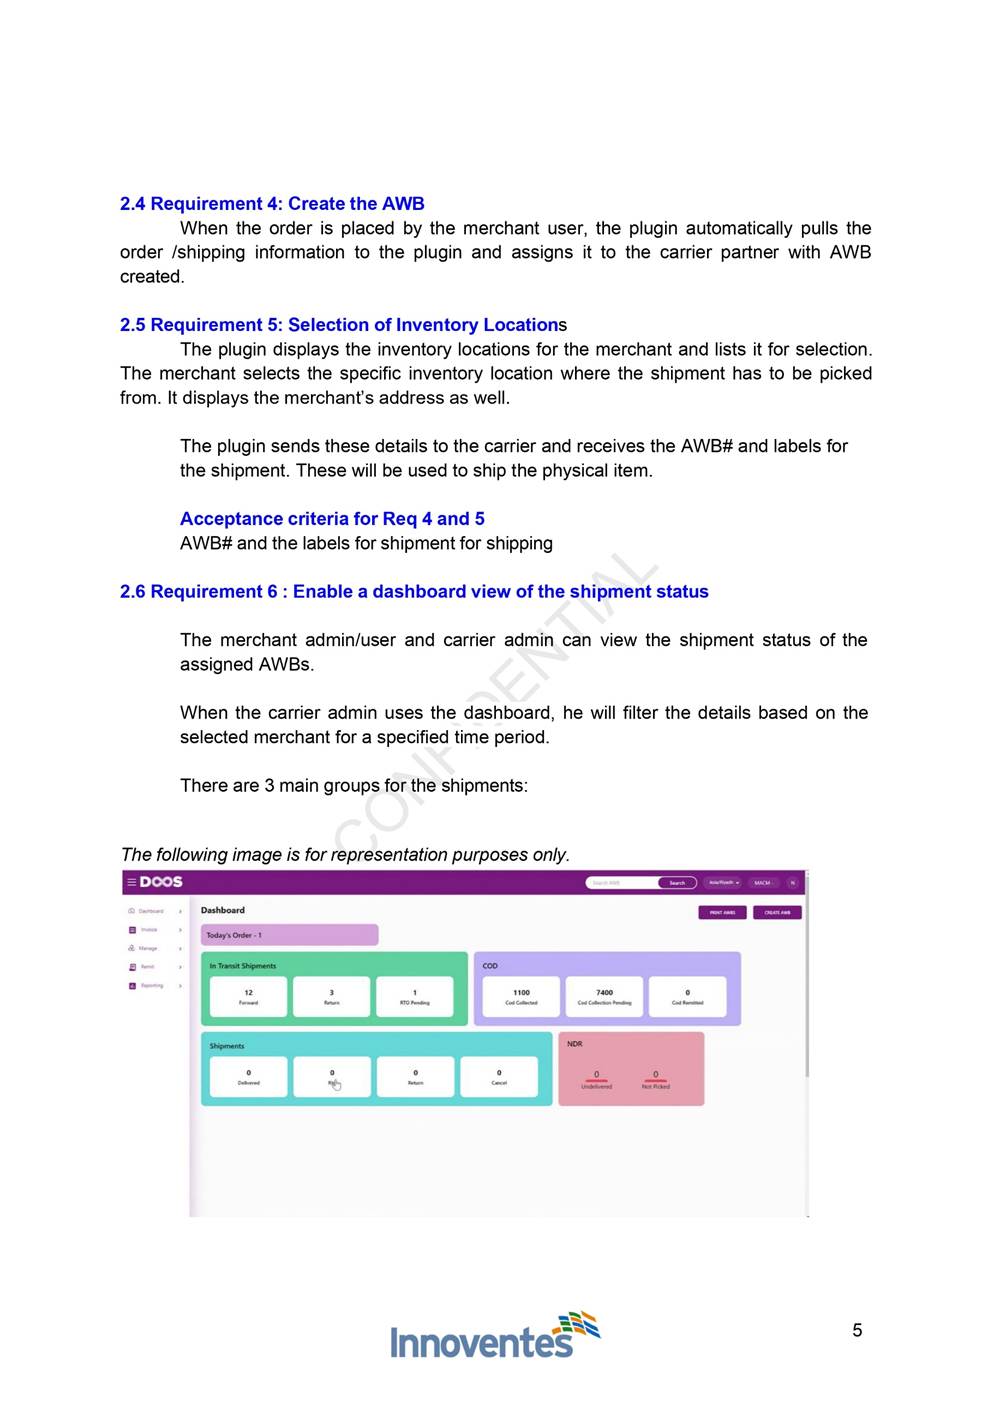 2.4 Requirement 4: Create the AWB
When the order is placed by the merchant user, the plugin automatically pulls the
order /shipping information to the plugin and assigns it to the carrier partner with AWB
created.
2.5 Requirement 5: Selection of Inventory Locations
The plugin displays the inventory locations for the merchant and lists it for selection.
The merchant selects the specific inventory location where the shipment has to be picked
from. It displays the merchant's address as well.
The plugin sends these details to the carrier and receives the AWB# and labels for
the shipment. These will be used to ship the physical item.
Acceptance criteria for Req 4 and 5
AWB# and the labels for shipment for shipping
2.6 Requirement 6 : Enable a dashboard view of the shipment status
The merchant admin/user and carrier admin can view the shipment status of the
assigned AWBs.
When the carrier admin uses the dashboard, he will filter the details based on the
selected merchant for a specified time period.
There are 3 main groups for the shipments:
CONFIDENTIAL
The following image is for representation purposes only.
DOOS
Search AWB Search Asia/Riyadh MACM N
Dashboard
Invoice
Manage
Remit
Reporting
Dashboard
PRINT AWBS CREATE AWB
Today's Order - 1
In Transit Shipments
12 3 1
Forward Return RTO Pending
COD
1100 7400 0
Cod Collected Cod Collection Pending Cod Remitted
Shipments
0 0 0 0
Delivered Return Cancel
NDR
0 0
Undelivered Not Picked
Innoventes
5